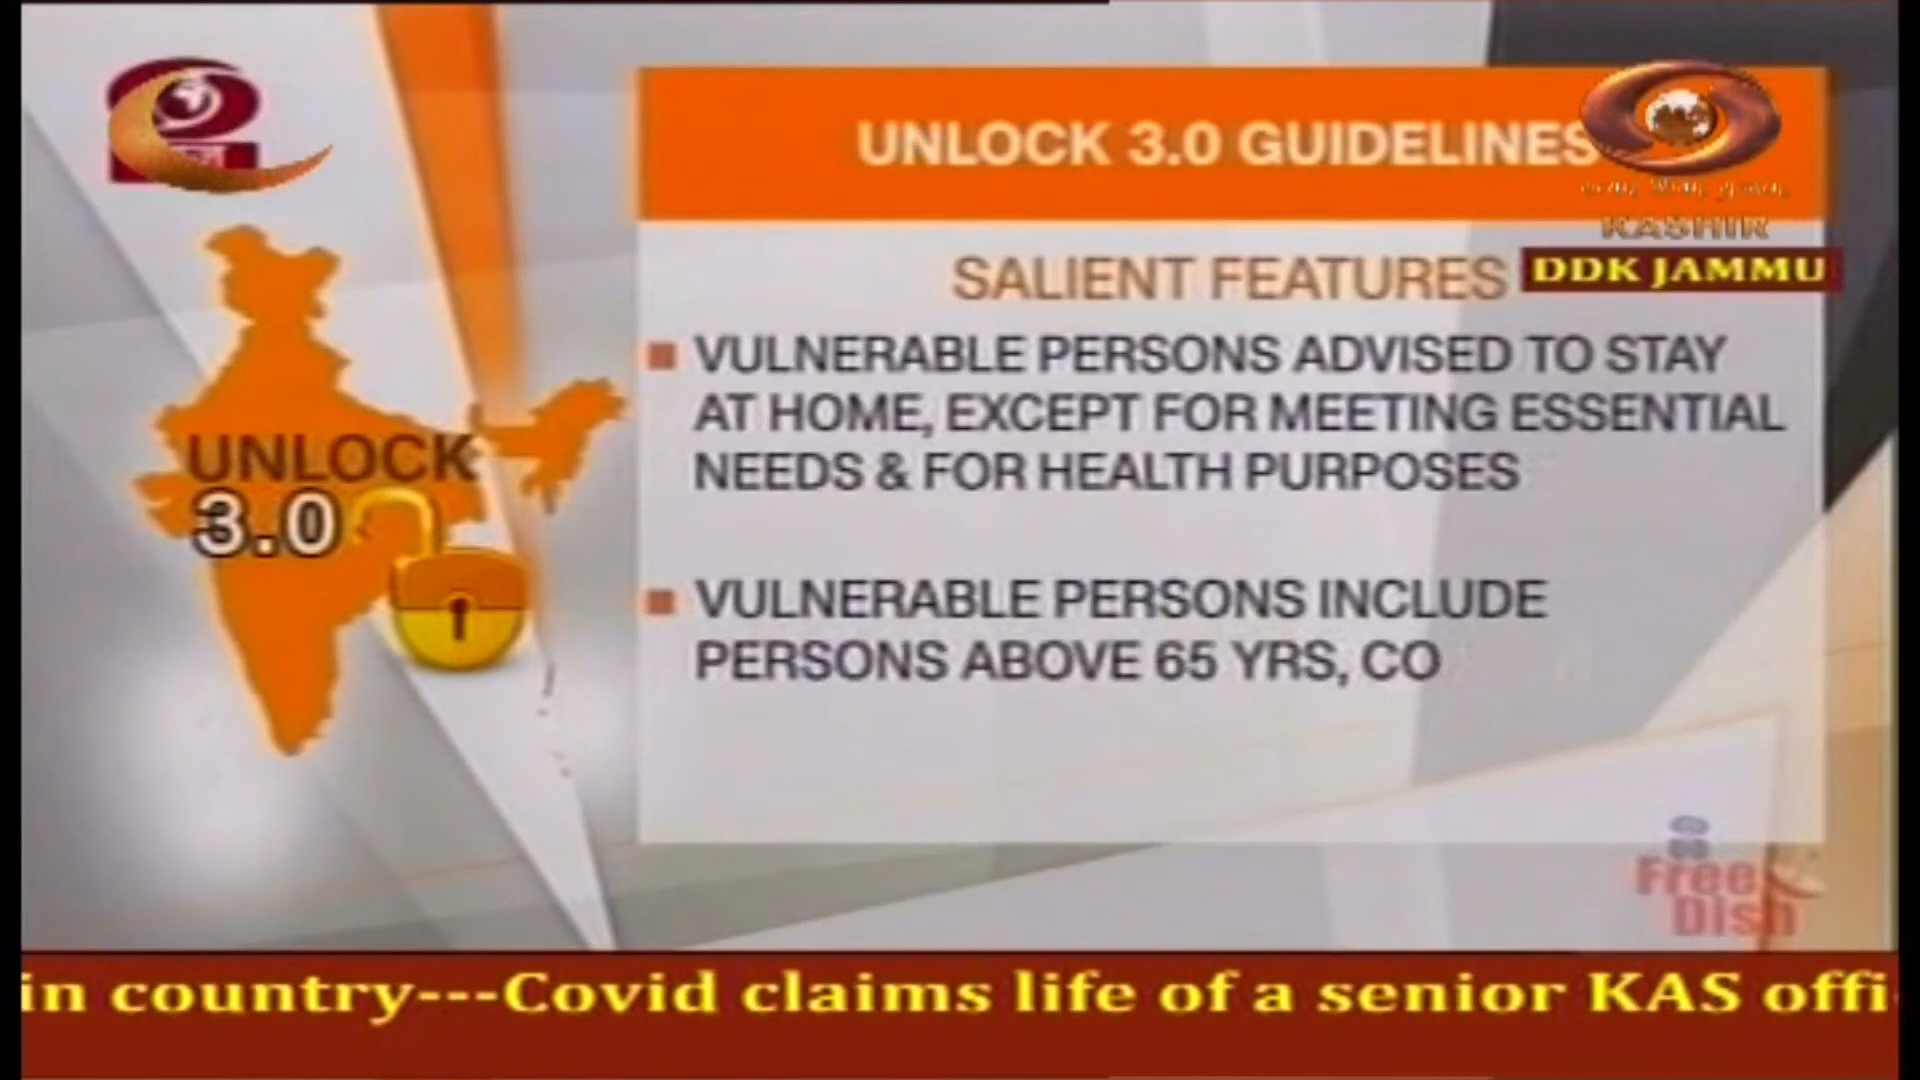 UNLOCK 3.0 GUIDELINES
KASHIR
SALIENT FEATURES
DDK JAMMU
VULNERABLE PERSONS ADVISED TO STAY
AT HOME, EXCEPT FOR MEETING ESSENTIAL
NEEDS & FOR HEALTH PURPOSES
UNLOCK
3.0
VULNERABLE PERSONS INCLUDE
PERSONS ABOVE 65 YRS, CO
Free
Dish
in country---Covid claims life of a senior KAS offi